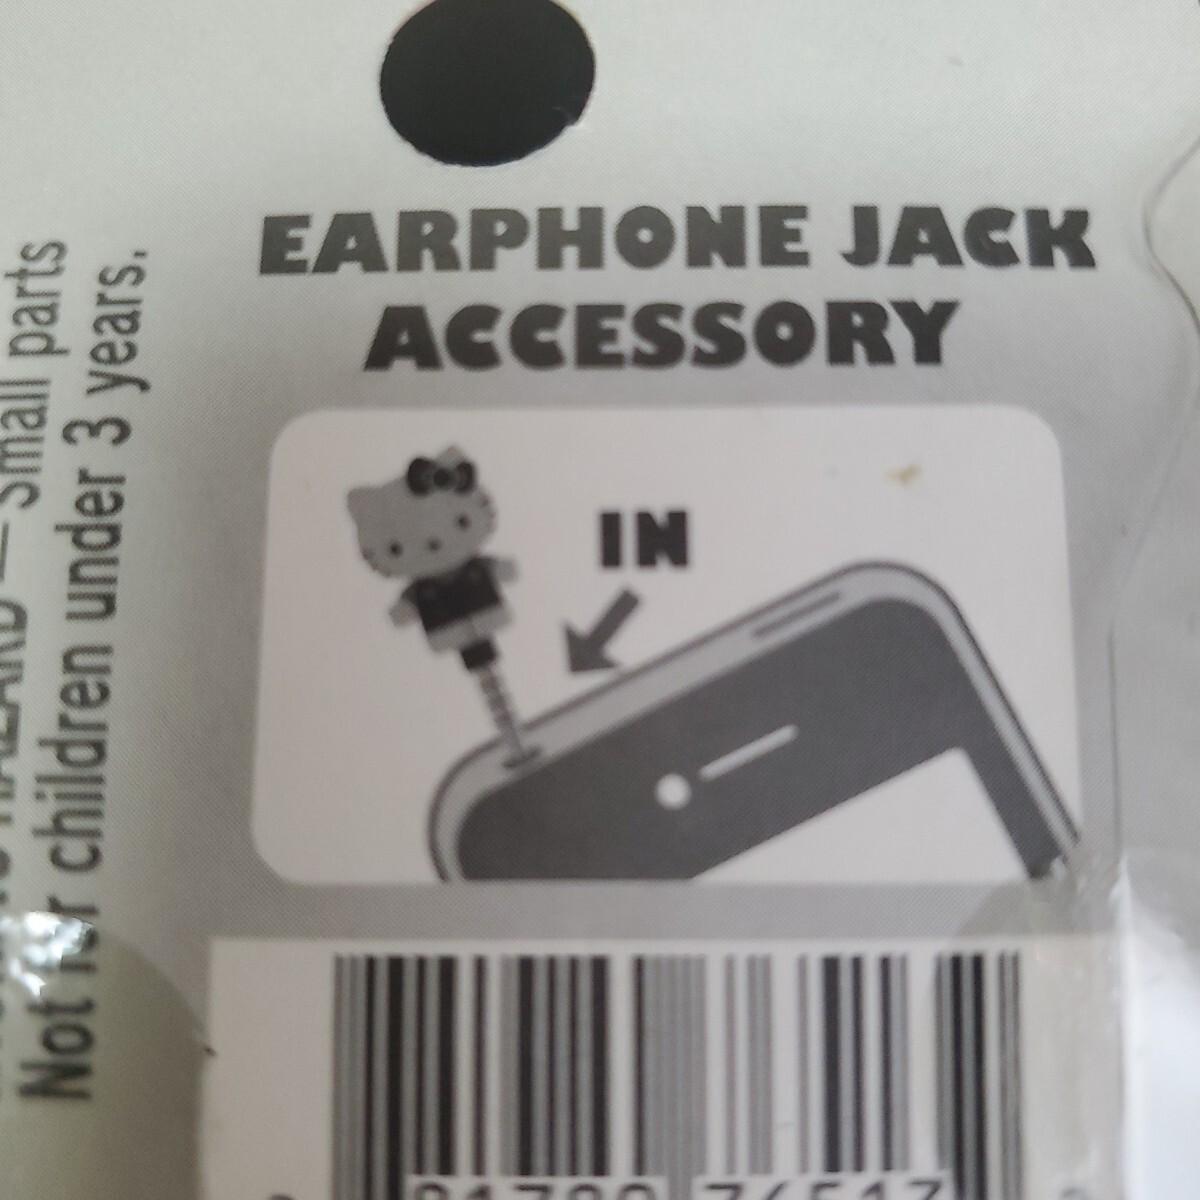 EARPHONE JACK
ACCESSORY
IN
Small parts
Not for children under 3 years.